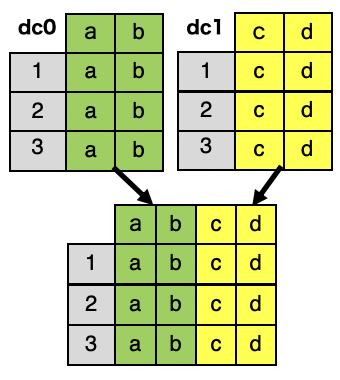 dc0 a b
1 a b
2 a b
3 a b
dc1 c d
1 c d
2 c d
3 c d
a b c d
1 a b c d
2 a b c d
3 a b c d